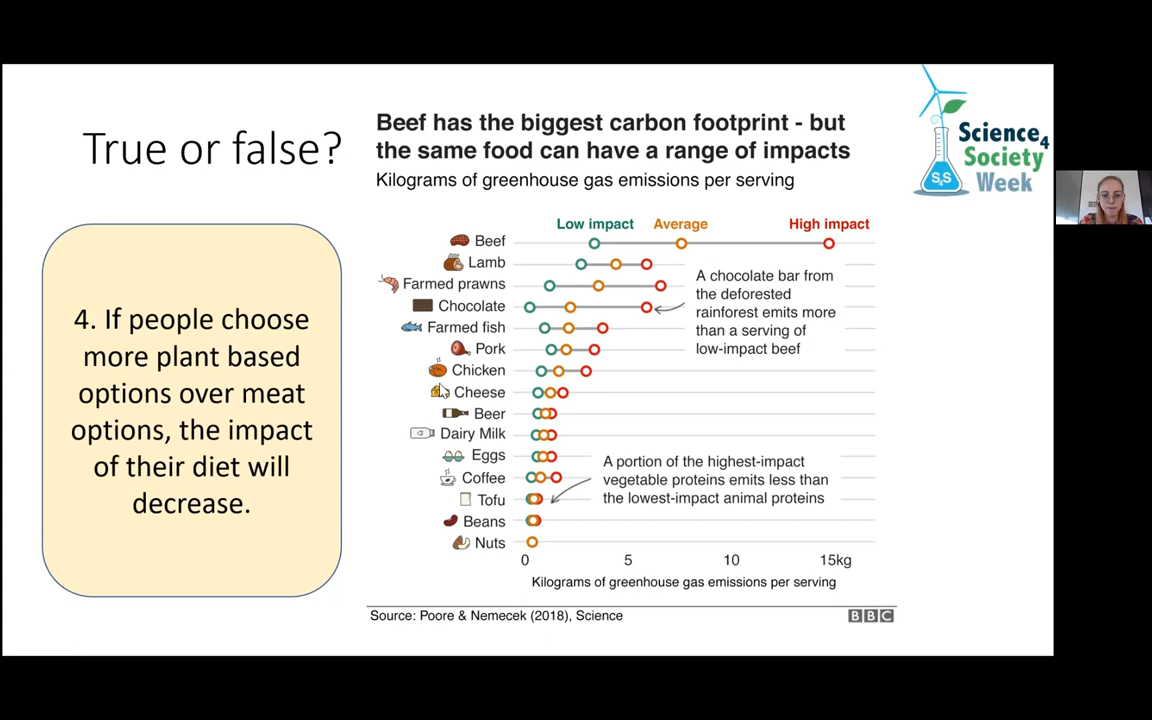 True or false?
4. If people choose
more plant based
options over meat
options, the impact
of their diet will
decrease.
Beef has the biggest carbon footprint - but
the same food can have a range of impacts
Kilograms of greenhouse gas emissions per serving
Low impact
Average
High impact
Beef
Lamb
Farmed prawns
Chocolate
Farmed fish
Pork
Chicken
Cheese
Beer
Dairy Milk
Eggs
Coffee
Tofu
Beans
Nuts
A chocolate bar from
the deforested
rainforest emits more
than a serving of
low-impact beef
A portion of the highest-impact
vegetable proteins emits less than
the lowest-impact animal proteins
0 5 10 15kg
Kilograms of greenhouse gas emissions per serving
Source: Poore & Nemecek (2018), Science
BBC
Science4
Society
Week
S4S